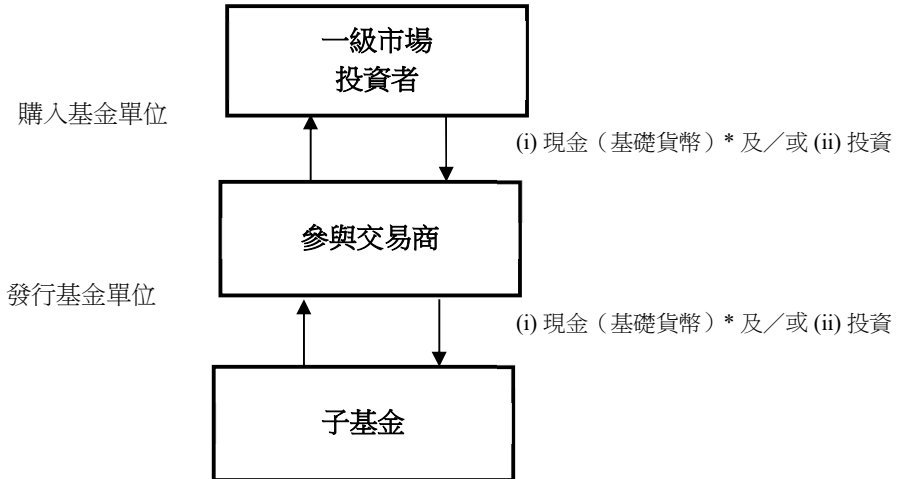 一級市場
投資者
購入基金單位
(i) 現金（基礎貨幣）* 及／或 (ii) 投資
參與交易商
發行基金單位
(i) 現金（基礎貨幣）* 及／或 (ii) 投資
子基金